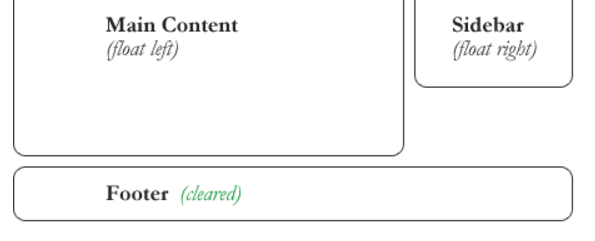 Main Content
(float left)
Sidebar
(float right)
Footer (cleared)